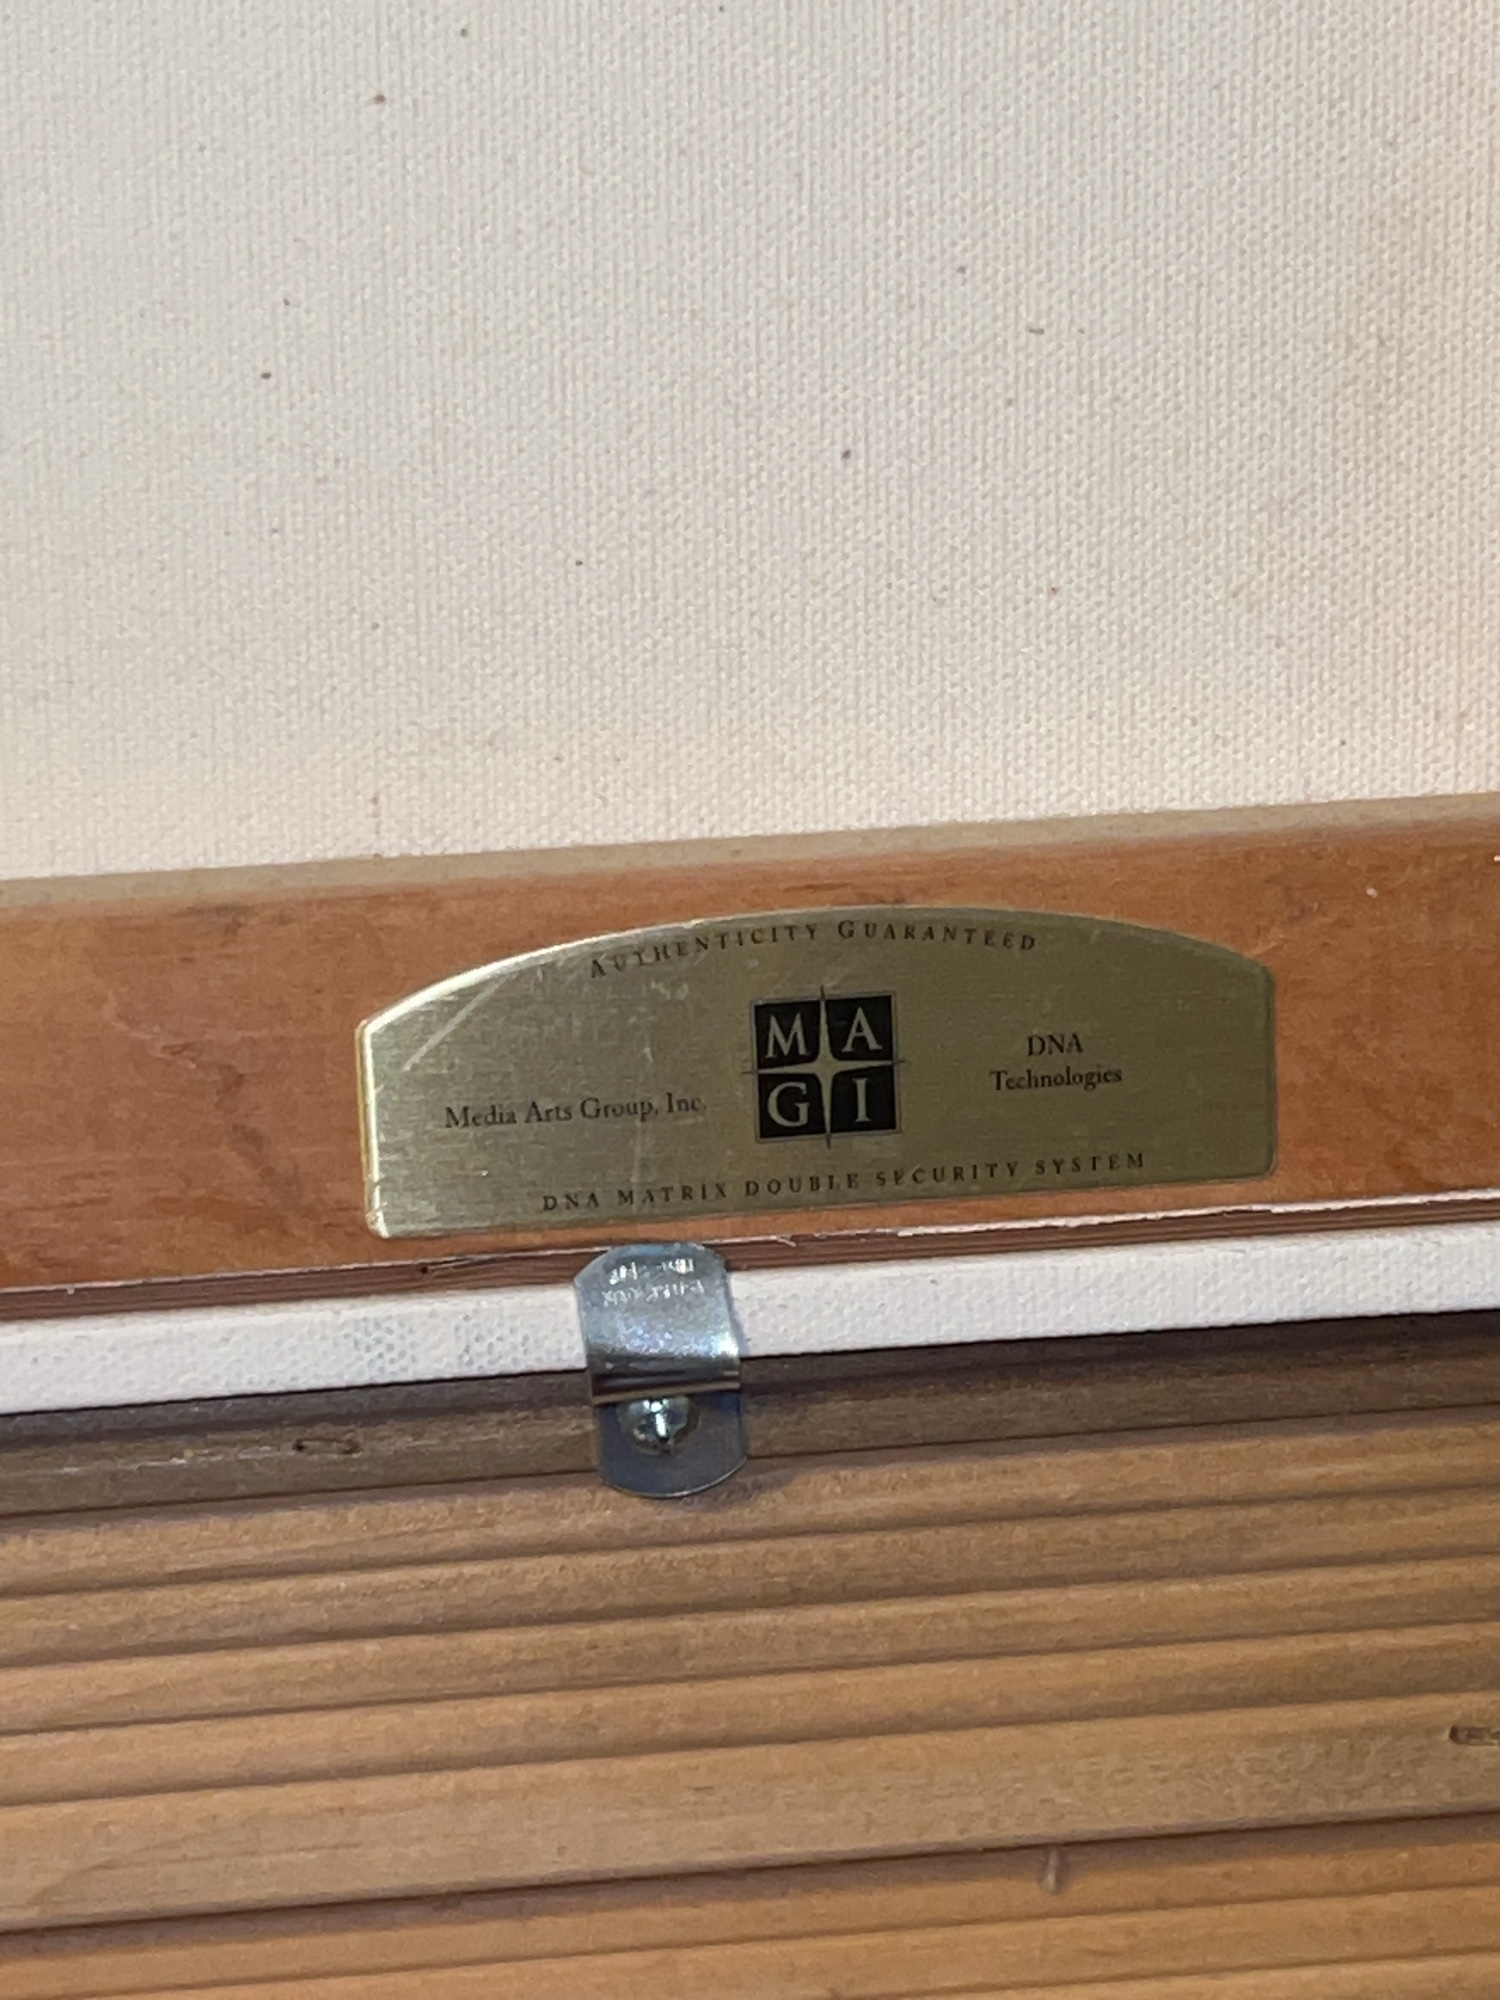 AUTHENTICITY GUARANTEED
MA
GI
Media Arts Group, Inc.
DNA
Technologies
DNA MATRIX DOUBLE SECURITY SYSTEM